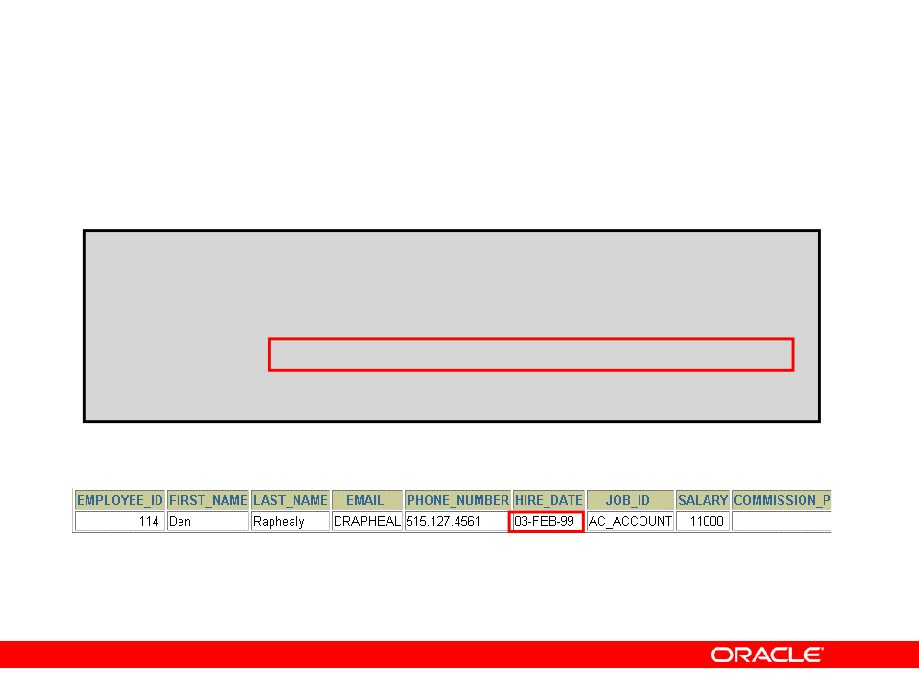 EMPLOYEE_ID FIRST_NAME LAST_NAME EMAIL PHONE_NUMBER HIRE_DATE JOB_ID SALARY COMMISSION_P
114 Den Raphealy DRAPHEAL 515.127.4561 03-FEB-99 AC_ACCOUNT 11000
ORACLE